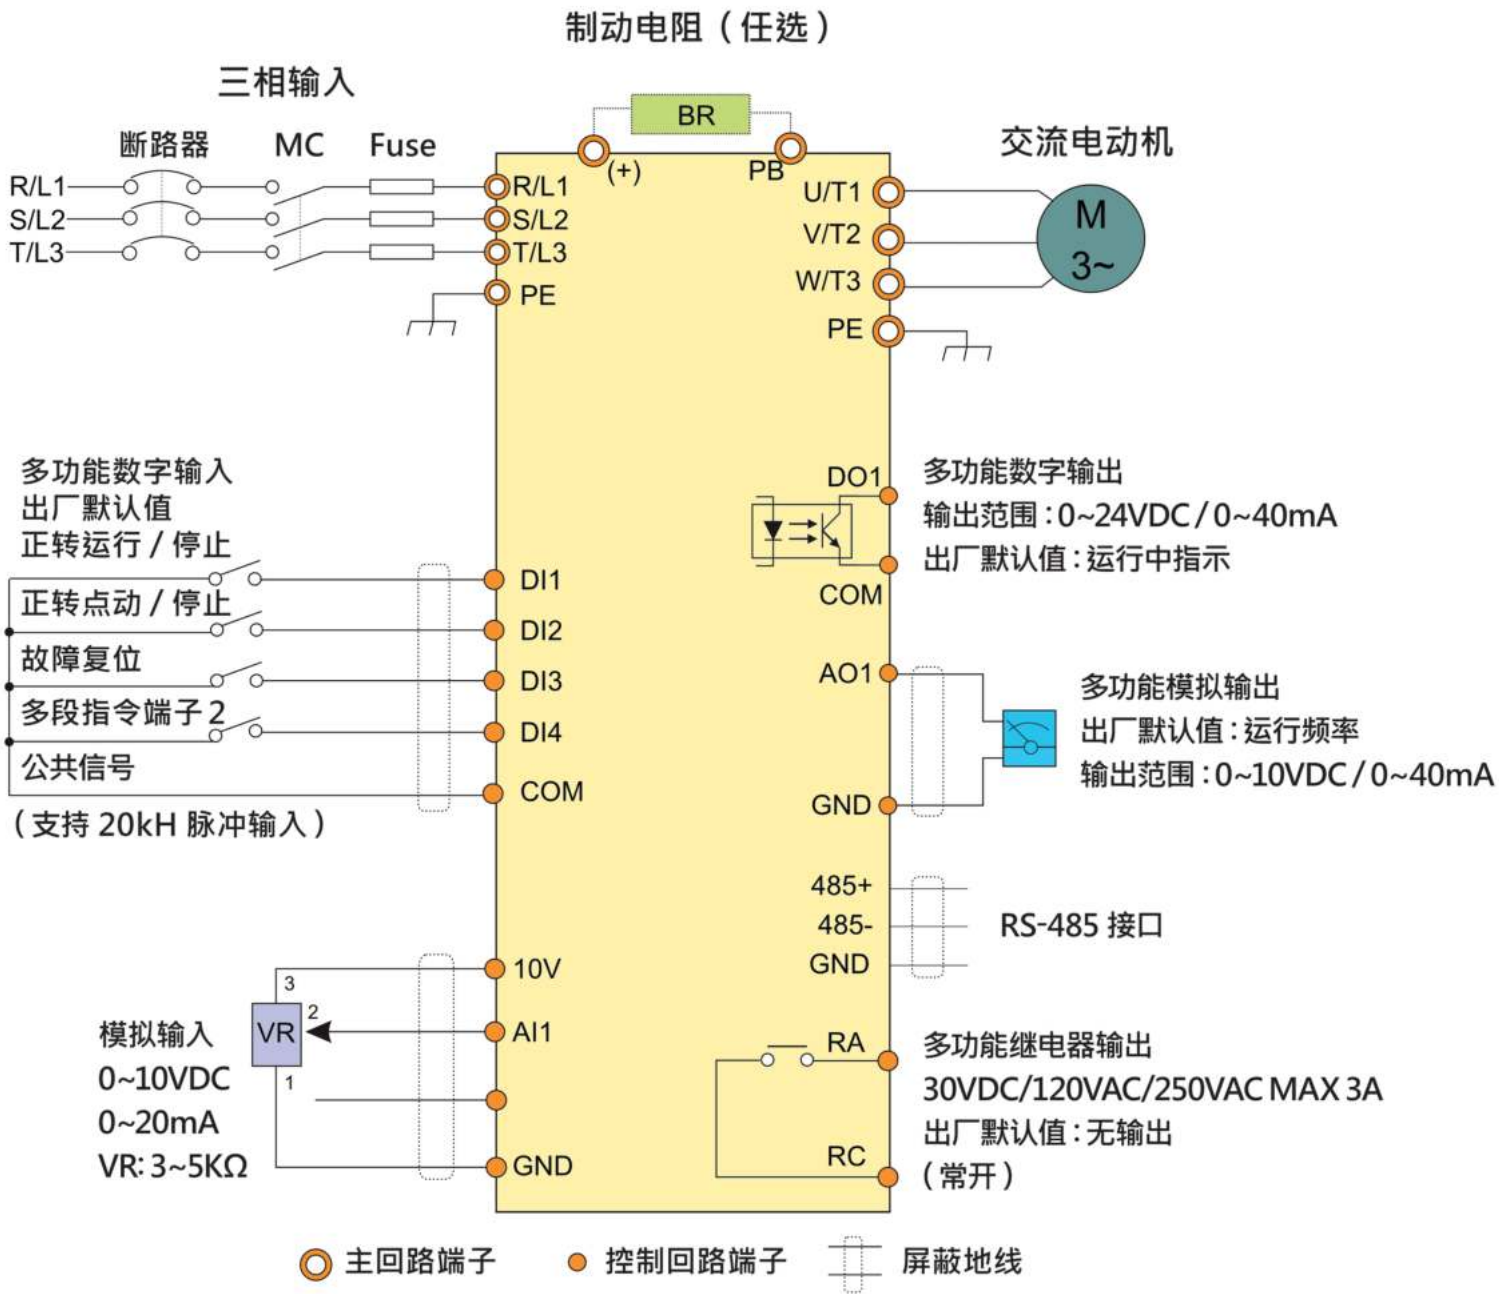 制动电阻（任选）
三相输入
断路器 MC Fuse
BR
(+) PB
交流电动机
R/L1 R/L1
S/L2 S/L2
T/L3 T/L3
PE
U/T1
V/T2
W/T3
PE
M
3~
多功能数字输入
出厂默认值
正转运行 / 停止
正转点动 / 停止
故障复位
多段指令端子 2
公共信号
（支持 20kH 脉冲输入）
DI1
DI2
DI3
DI4
COM
DO1
COM
多功能数字输出
输出范围：0~24VDC / 0~40mA
出厂默认值：运行中指示
AO1
GND
多功能模拟输出
出厂默认值：运行频率
输出范围：0~10VDC / 0~40mA
485+
485-
GND
RS-485 接口
模拟输入
0~10VDC
0~20mA
VR: 3~5KΩ
3
VR
2
1
10V
AI1
GND
RA
RC
多功能继电器输出
30VDC/120VAC/250VAC MAX 3A
出厂默认值：无输出
（常开）
主回路端子 控制回路端子 屏蔽地线